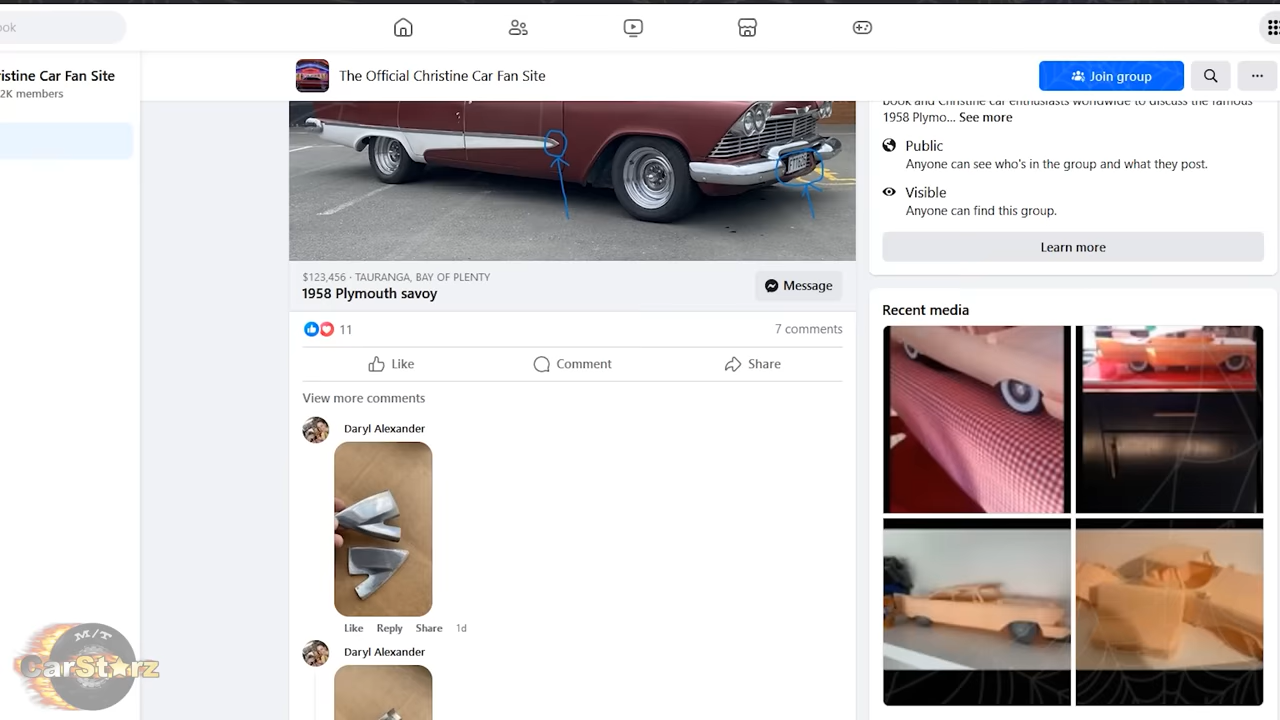 ook
ristine Car Fan Site
2K members
The Official Christine Car Fan Site
Join group
book and Christine car enthusiasts worldwide to discuss the famous
1958 Plymo... See more
Public
Anyone can see who's in the group and what they post.
Visible
Anyone can find this group.
Learn more
$123,456 · TAURANGA, BAY OF PLENTY
1958 Plymouth savoy
Message
11
7 comments
Like
Comment
Share
View more comments
Daryl Alexander
Like Reply Share 1d
Daryl Alexander
Recent media
M/T
CarStarz